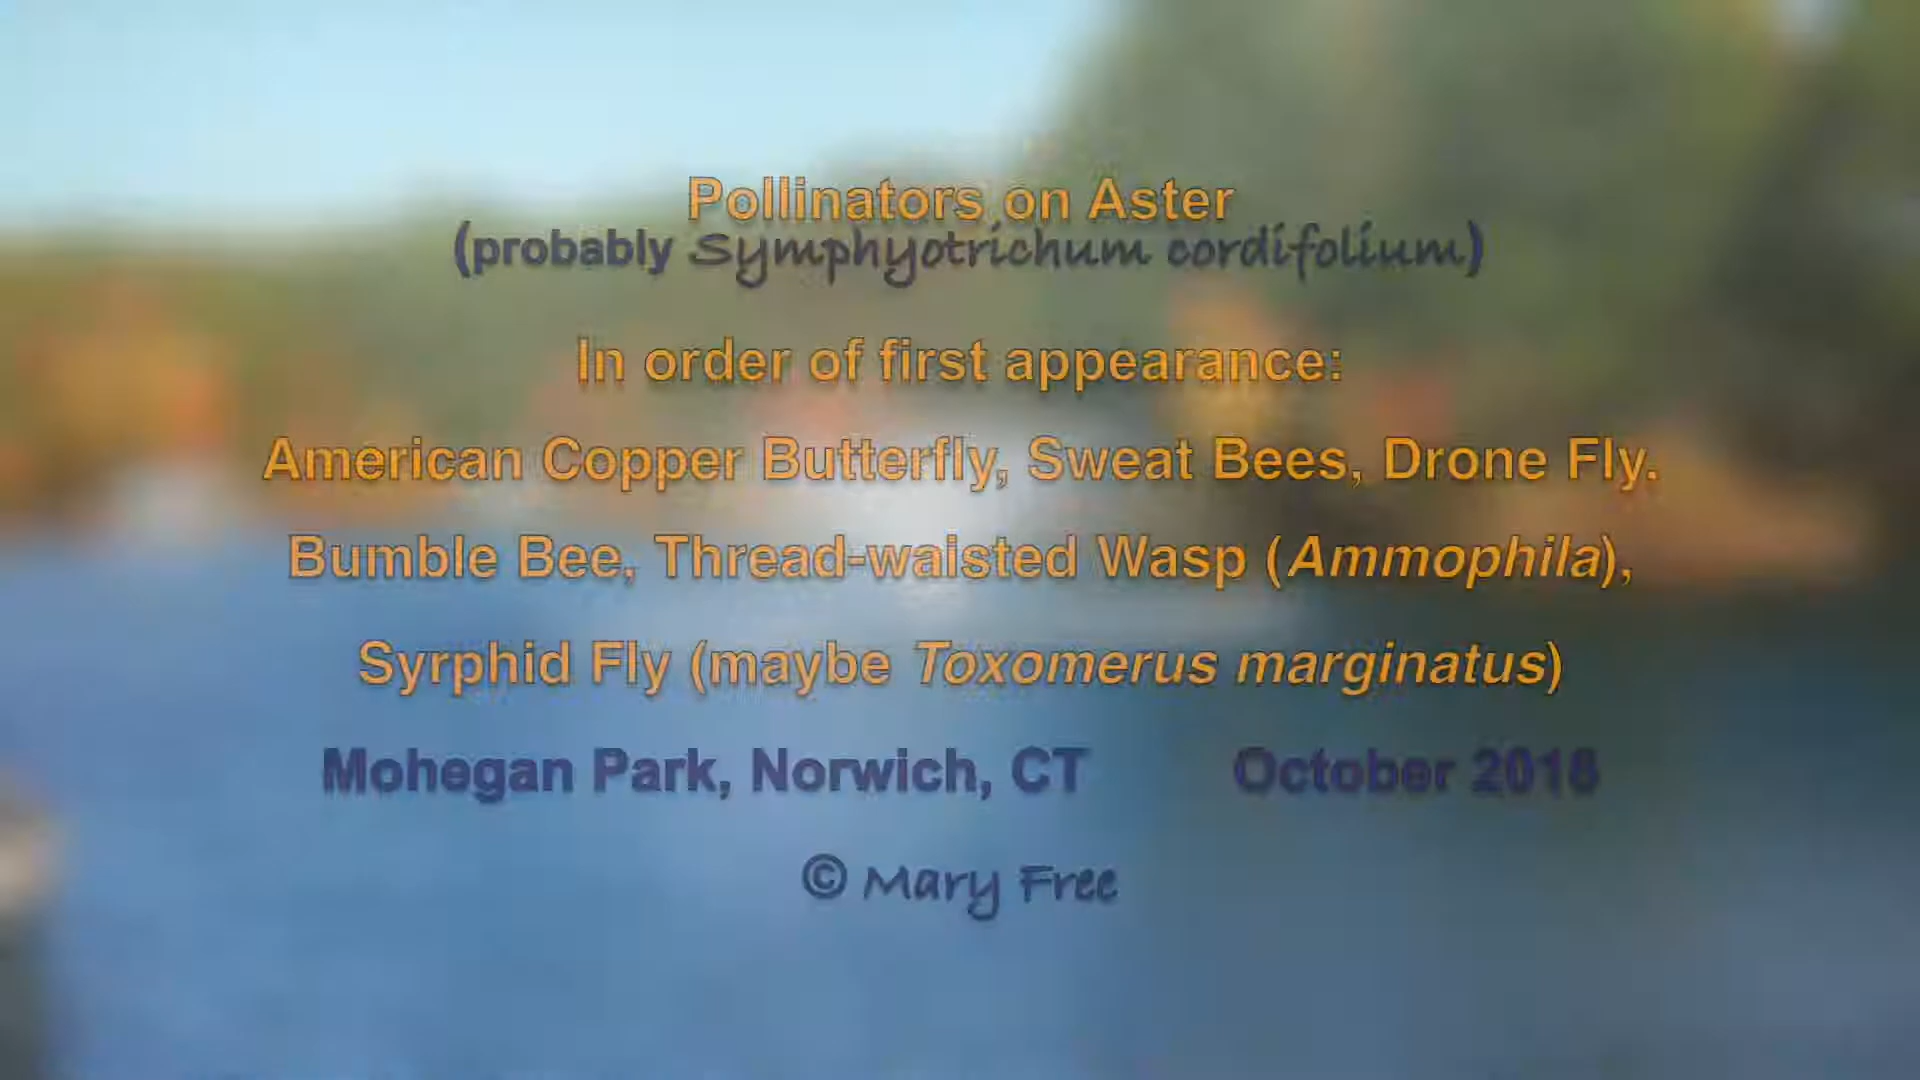 Pollinators on Aster
(probably Symphyotrichum cordifolium)
In order of first appearance:
American Copper Butterfly, Sweat Bees, Drone Fly.
Bumble Bee, Thread-waisted Wasp (Ammophila),
Syrphid Fly (maybe Toxomerus marginatus)
Mohegan Park, Norwich, CT October
© Mary Free